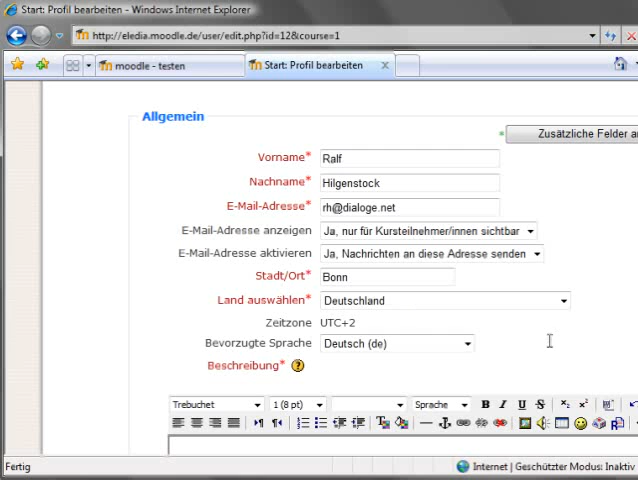 Start: Profil bearbeiten - Windows Internet Explorer
http://eledia.moodle.de/user/edit.php?id=12&course=1
moodle - testen
Start: Profil bearbeiten
Allgemein
Zusätzliche Felder
Vorname* Ralf
Nachname* Hilgenstock
E-Mail-Adresse* rh@dialoge.net
E-Mail-Adresse anzeigen Ja, nur für Kursteilnehmer/innen sichtbar
E-Mail-Adresse aktivieren Ja, Nachrichten an diese Adresse senden
Stadt/Ort* Bonn
Land auswählen* Deutschland
Zeitzone UTC+2
Bevorzugte Sprache Deutsch (de)
Beschreibung* ?
Trebuchet 1 (8 pt) Sprache B I U S x₂ x²
Fertig Internet | Geschützter Modus: Inaktiv